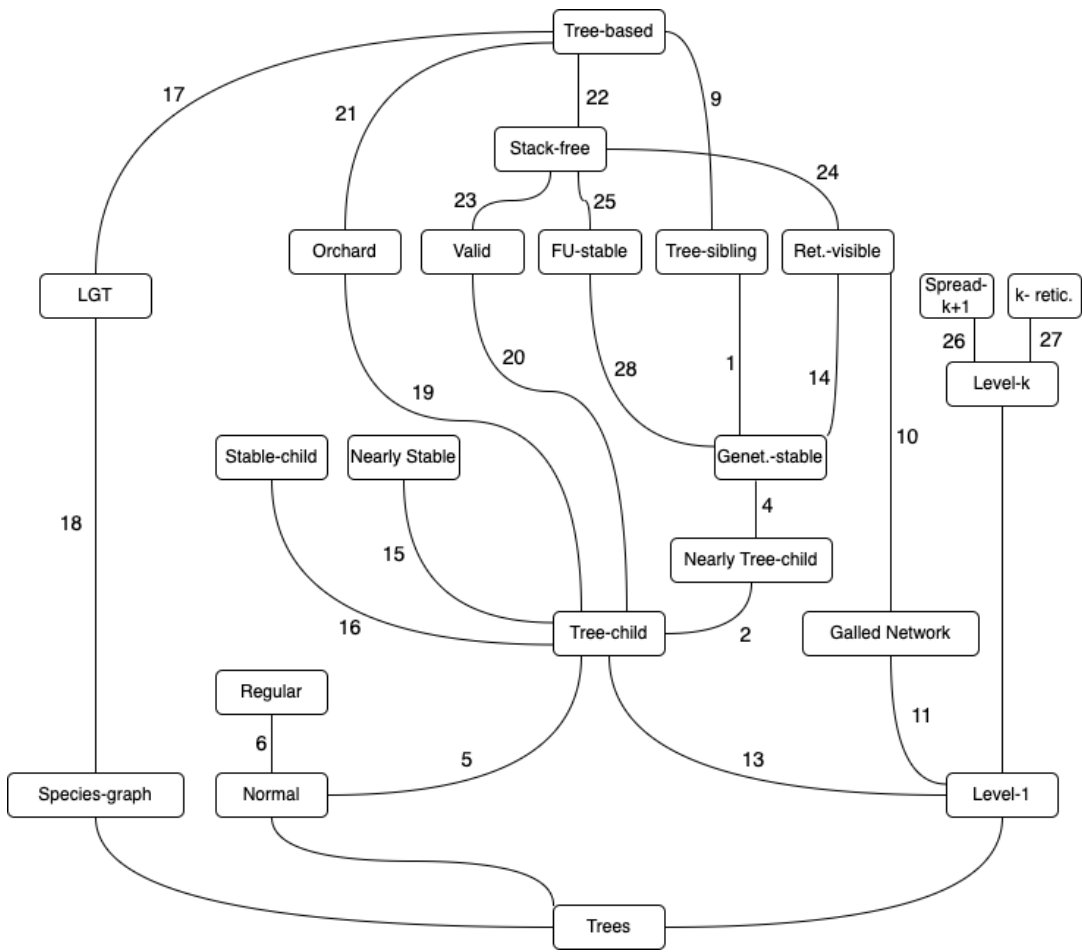 Tree-based
17
21
22
9
Stack-free
24
23
25
Orchard
Valid
FU-stable
Tree-sibling
Ret.-visible
LGT
Spread-
k+1
k- retic.
26
27
20
1
28
14
Level-k
19
10
Stable-child
Nearly Stable
Genet.-stable
4
18
15
Nearly Tree-child
16
Tree-child
2
Galled Network
Regular
11
6
5
13
Species-graph
Normal
Level-1
Trees